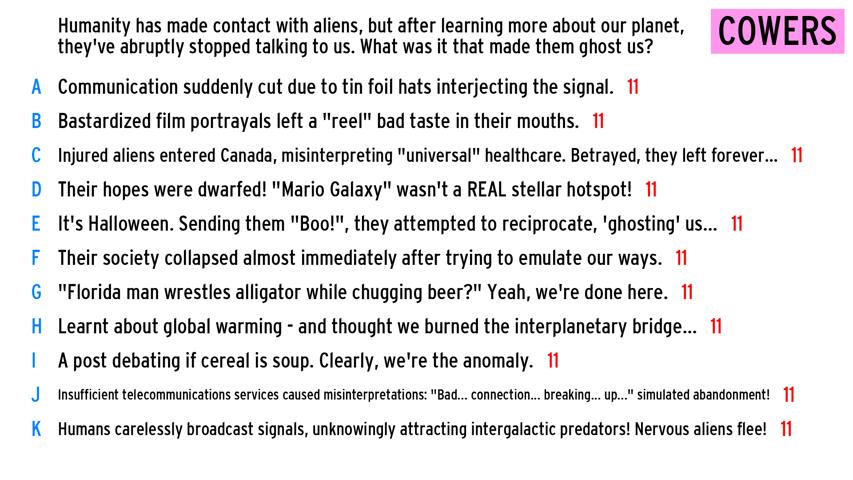 Humanity has made contact with aliens, but after learning more about our planet,
they've abruptly stopped talking to us. What was it that made them ghost us?
COWERS
A Communication suddenly cut due to tin foil hats interjecting the signal. 11
B Bastardized film portrayals left a "reel" bad taste in their mouths. 11
C Injured aliens entered Canada, misinterpreting "universal" healthcare. Betrayed, they left forever... 11
D Their hopes were dwarfed! "Mario Galaxy" wasn't a REAL stellar hotspot! 11
E It's Halloween. Sending them "Boo!", they attempted to reciprocate, 'ghosting' us... 11
F Their society collapsed almost immediately after trying to emulate our ways. 11
G "Florida man wrestles alligator while chugging beer?" Yeah, we're done here. 11
H Learnt about global warming - and thought we burned the interplanetary bridge... 11
I A post debating if cereal is soup. Clearly, we're the anomaly. 11
J Insufficient telecommunications services caused misinterpretations: "Bad... connection... breaking... up..." simulated abandonment! 11
K Humans carelessly broadcast signals, unknowingly attracting intergalactic predators! Nervous aliens flee! 11